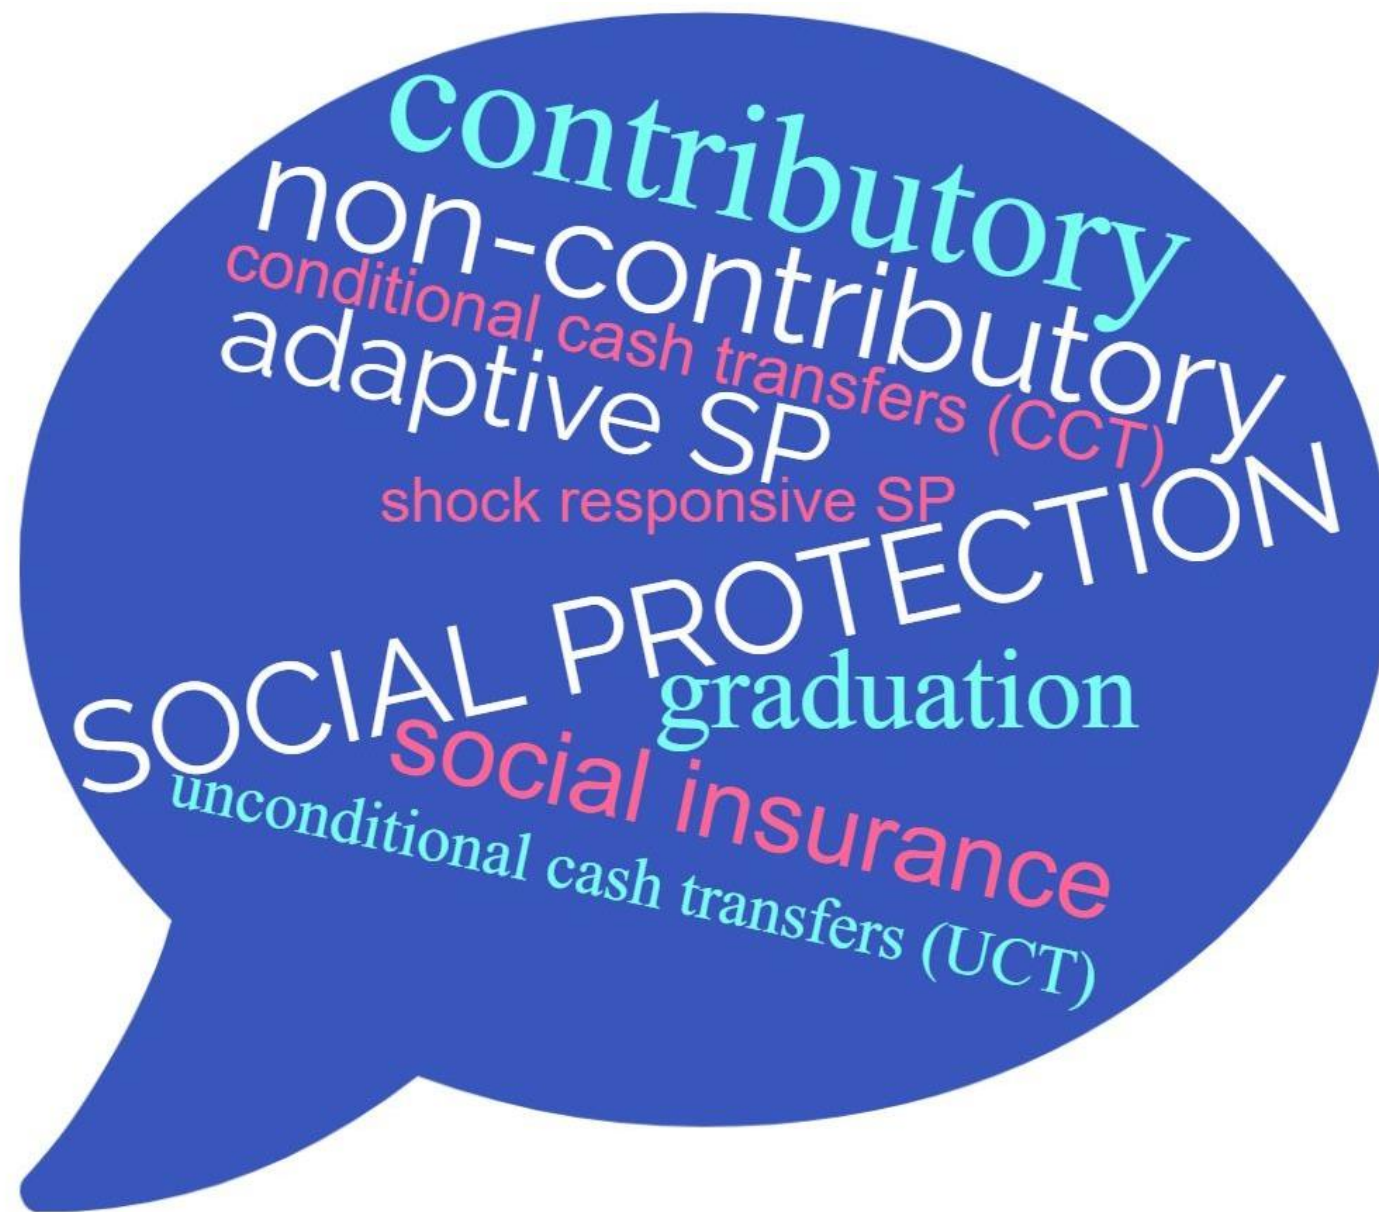 contributory
non-contributory
conditional cash transfers (CCT)
adaptive SP
shock responsive SP
SOCIAL PROTECTION
graduation
social insurance
unconditional cash transfers (UCT)